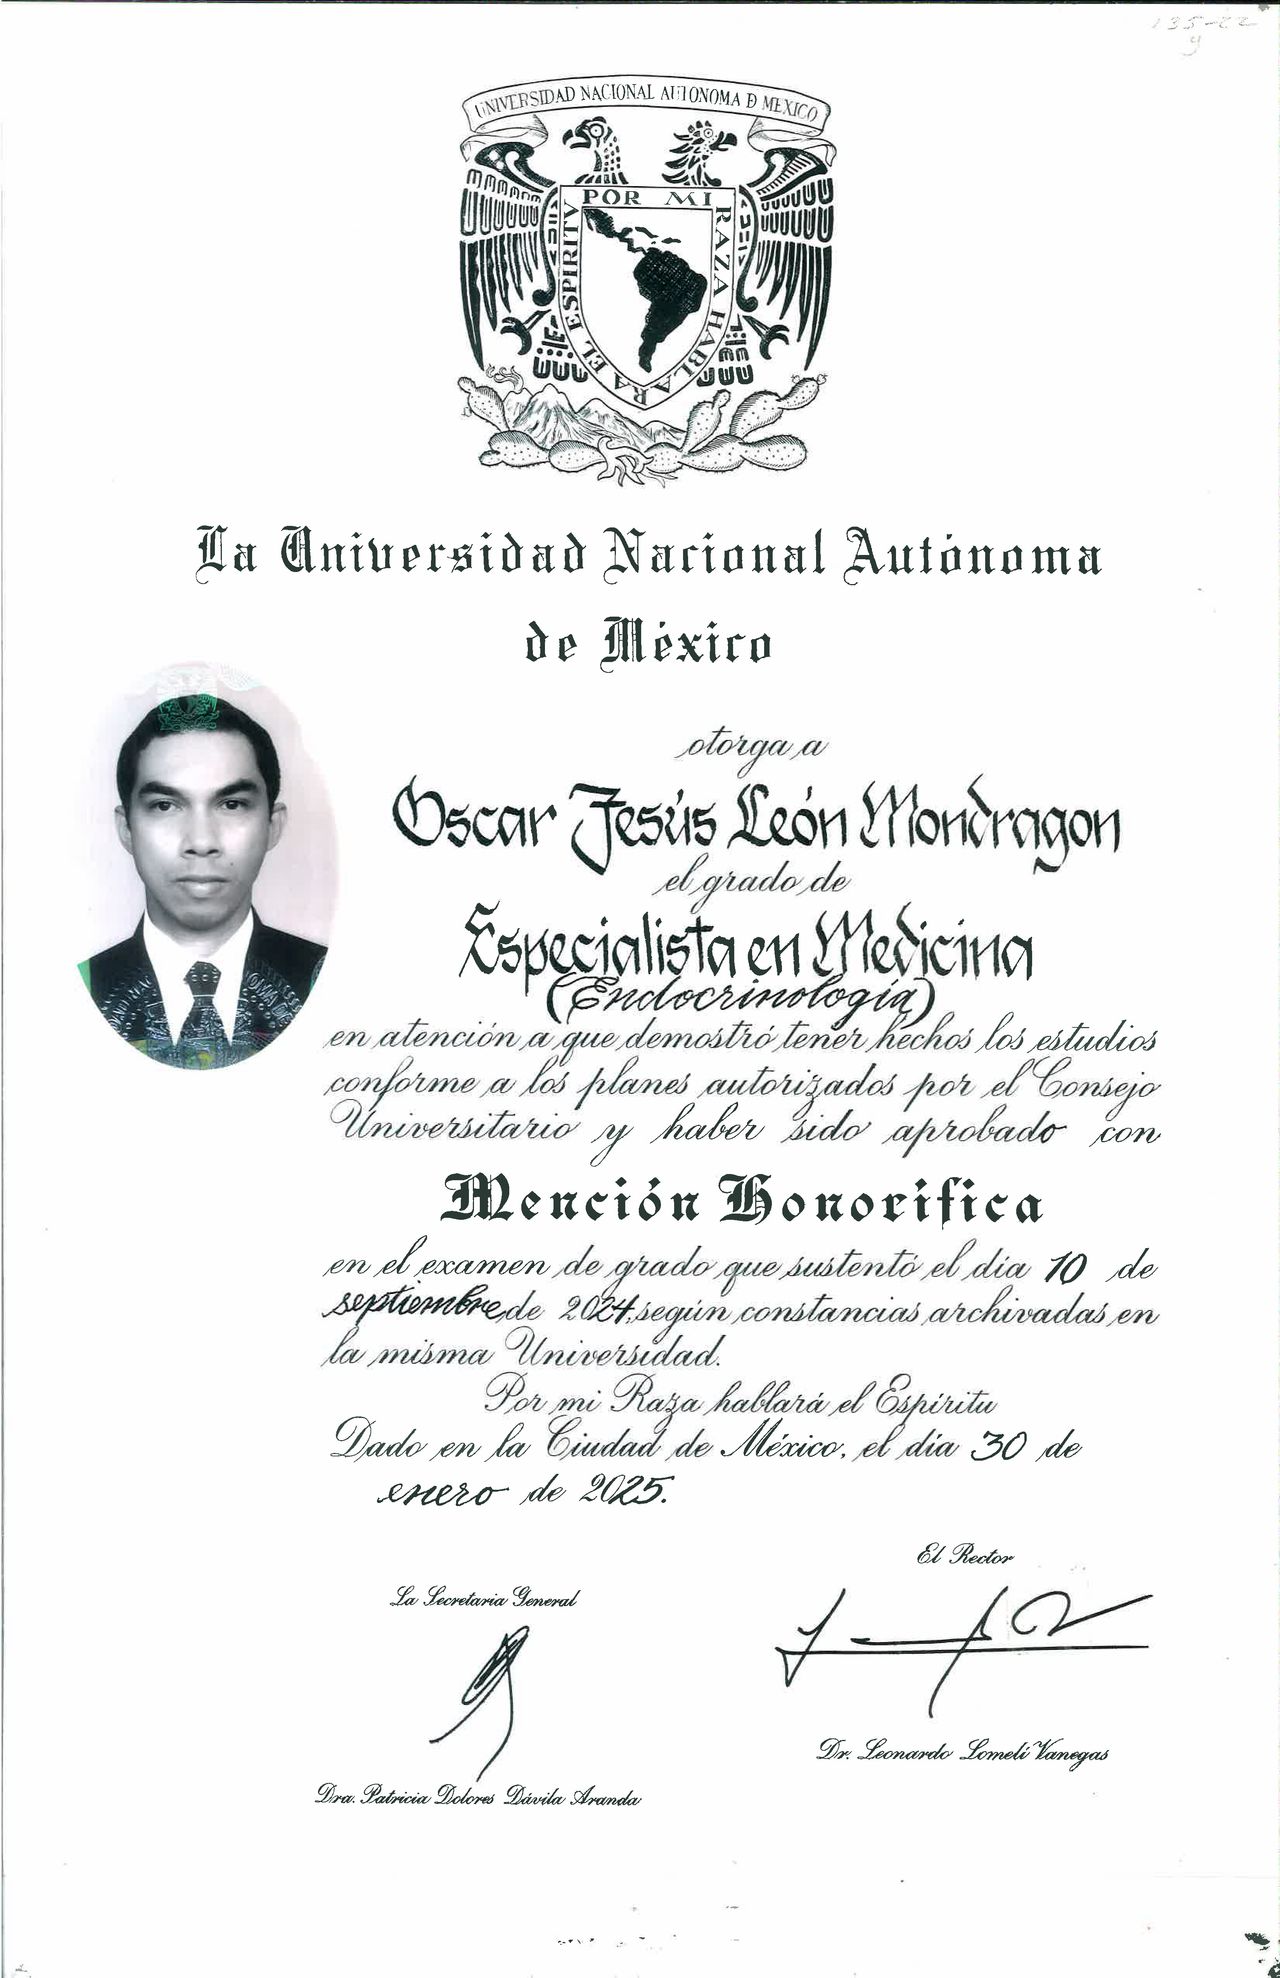 135-22
y
UNIVERSIDAD NACIONAL AUTONOMA D MEXICO
POR MI RAZA HABLARA EL ESPIRITV
La Universidad Nacional Autónoma
de México
otorga a
Oscar Jesús León Mondragon
el grado de
Especialista en Medicina
(Endocrinología)
en atención a que demostró tener hechos los estudios
conforme a los planes autorizados por el Consejo
Universitario y haber sido aprobado con
Mención Honorífica
en el examen de grado que sustentó el día 10 de
septiembre de 2024, según constancias archivadas en
la misma Universidad.
Por mi Raza hablará el Espíritu
Dado en la Ciudad de México, el día 30 de
enero de 2025.
El Rector
La Secretaria General
Dr. Leonardo Lomelí Vanegas
Dra. Patricia Dolores Dávila Aranda